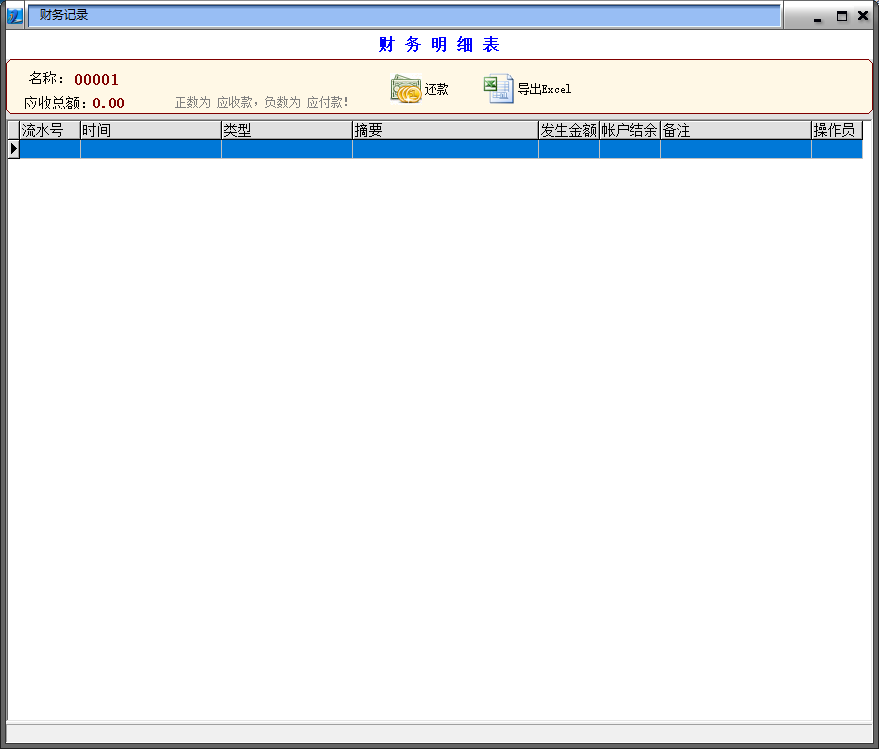 财务记录
财 务 明 细 表
名称： 00001
应收总额： 0.00 正数为 应收款，负数为 应付款！
还款 导出Excel
流水号 时间 类型 摘要 发生金额 帐户结余 备注 操作员